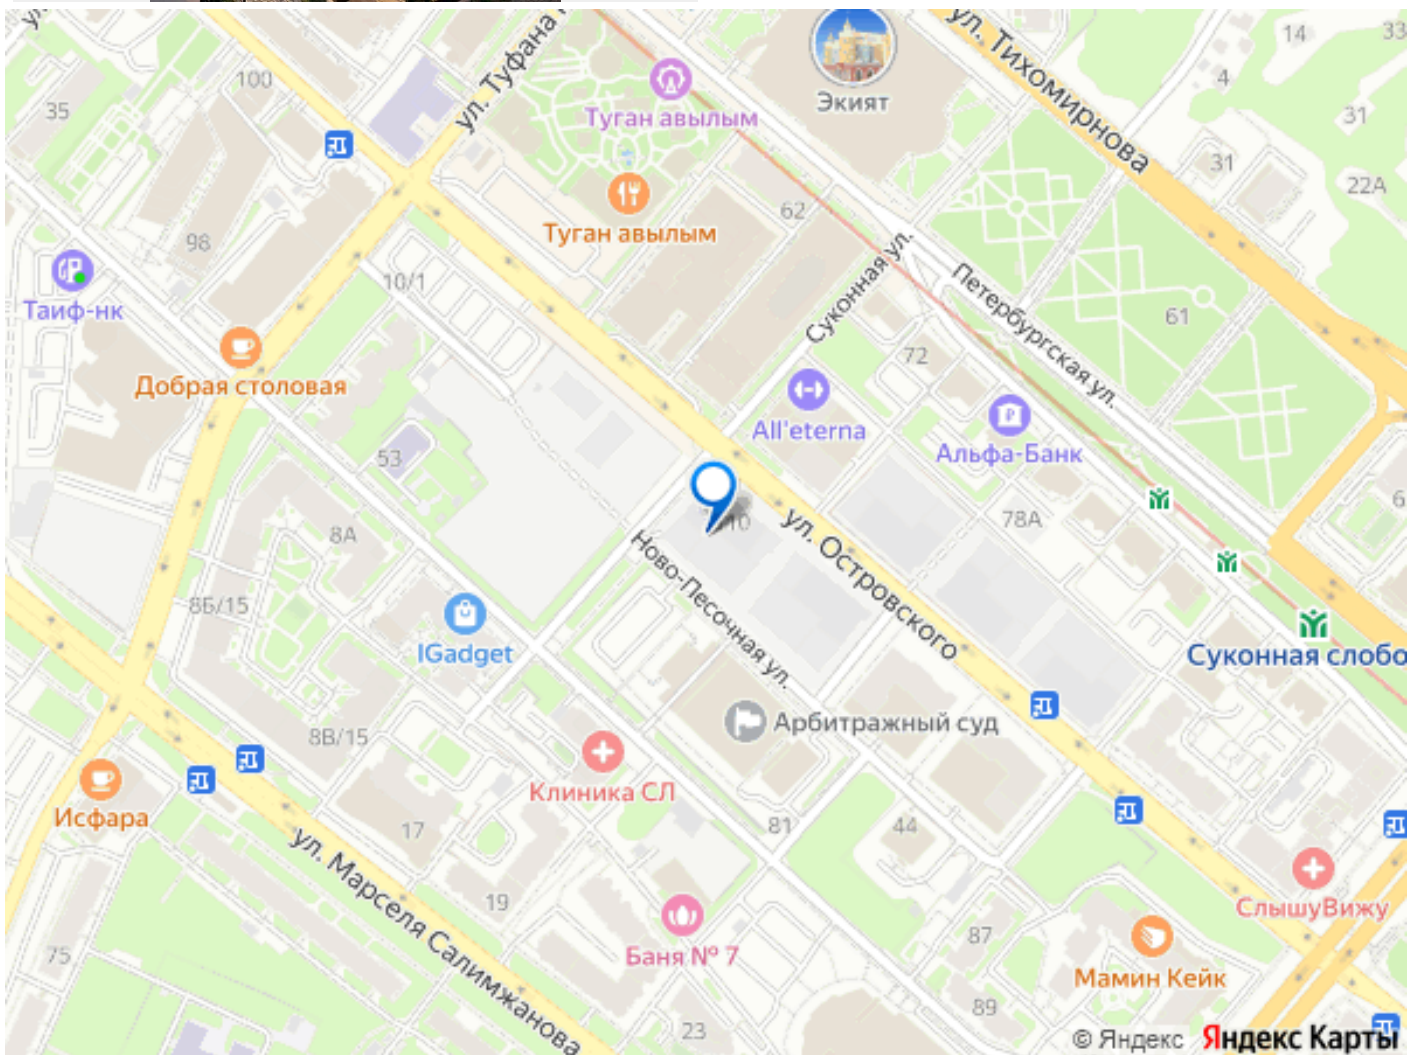 ул. Туфана
ул. Тихомирнова
14
33
100
4
Экият
35
Туган авылым
31
31
22А
62
98
Туган авылым
Суконная ул.
Петербургская ул.
10/1
Таиф-нк
61
72
Добрая столовая
All'eterna
Альфа-Банк
53
6
10
ул. Островского
78А
8А
Ново-Песочная ул.
8Б/15
IGadget
Суконная слобо
Арбитражный суд
8В/15
Клиника СЛ
Исфара
17
81
44
ул. Марселя Салимжанова
19
СлышуВижу
87
75
Баня № 7
Мамин Кейк
89
23
© Яндекс Яндекс Карты